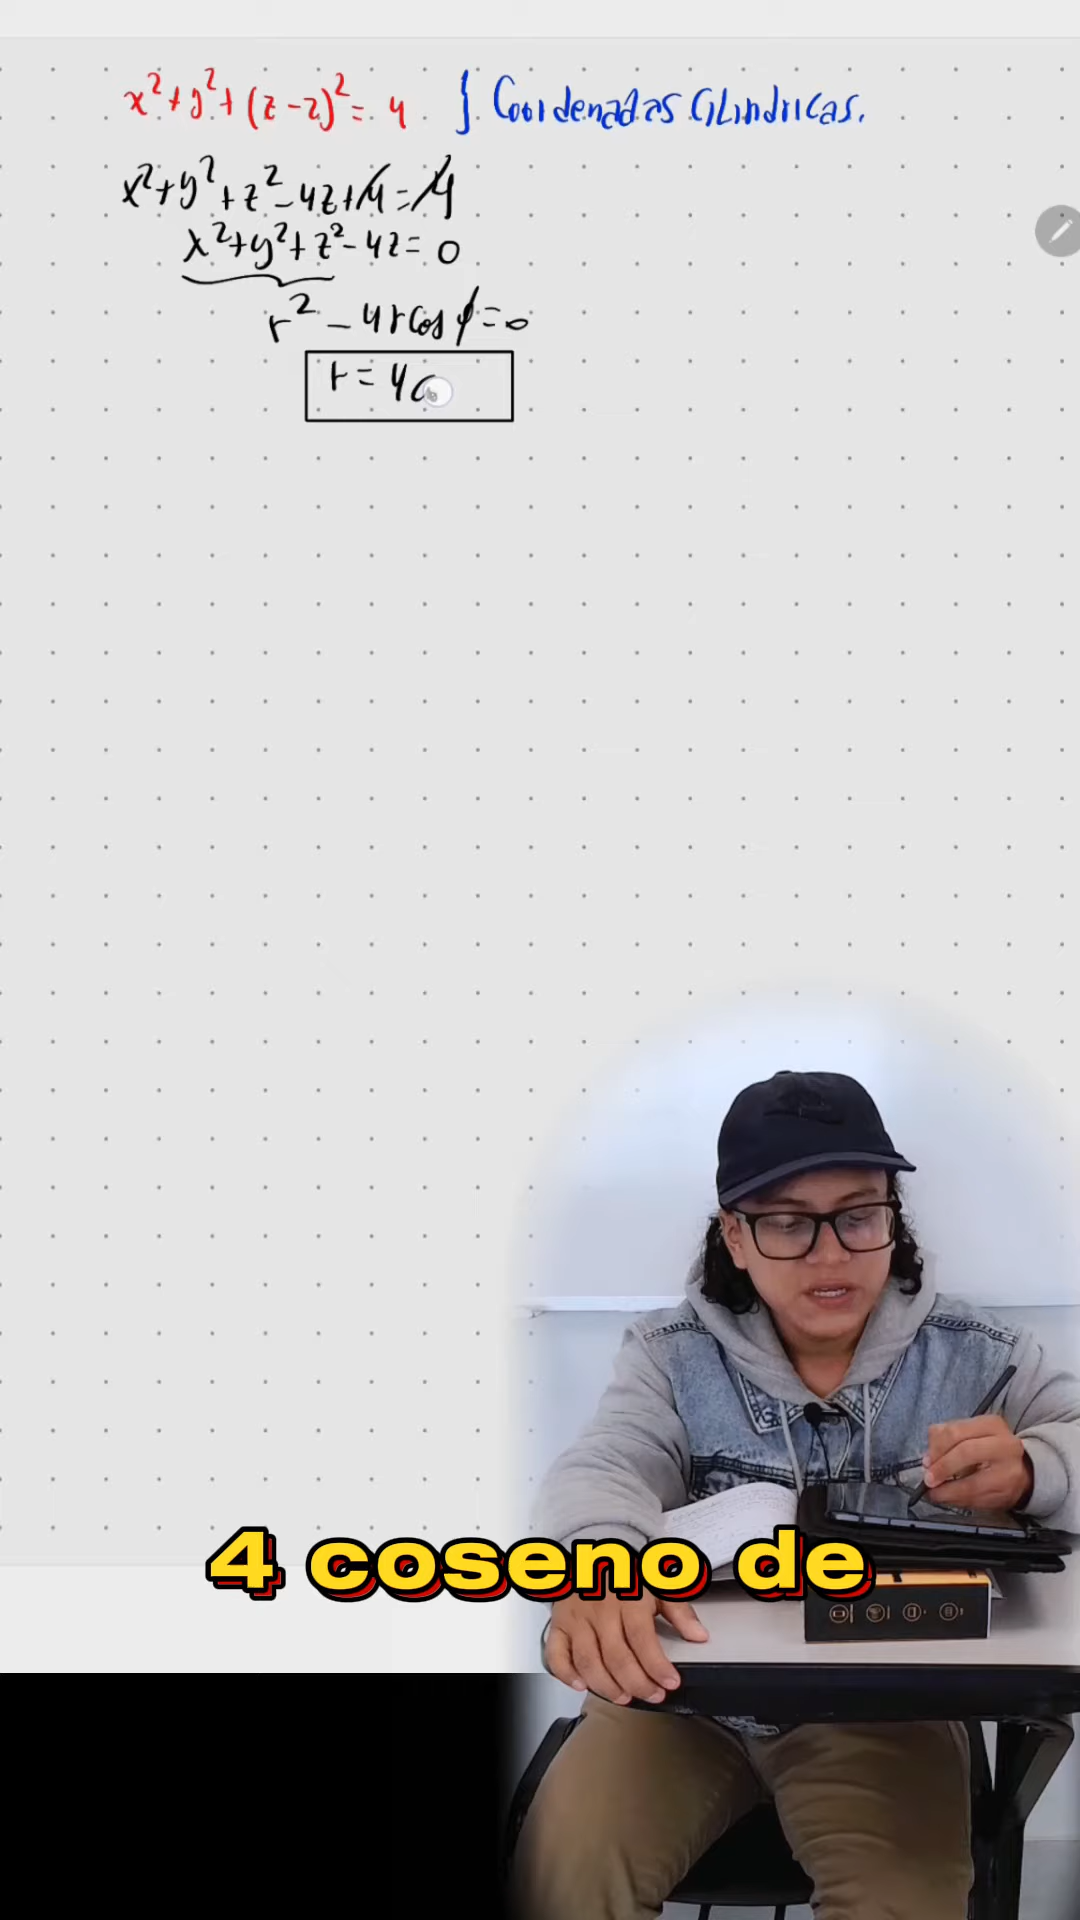 x²+y²+(z-2)²=4 ∫ Coordenadas Cilíndricas.
x²+y²+z²-4z+4=4
x²+y²+z²-4z=0
r²-4r cos φ=0
r=4c
4 coseno de